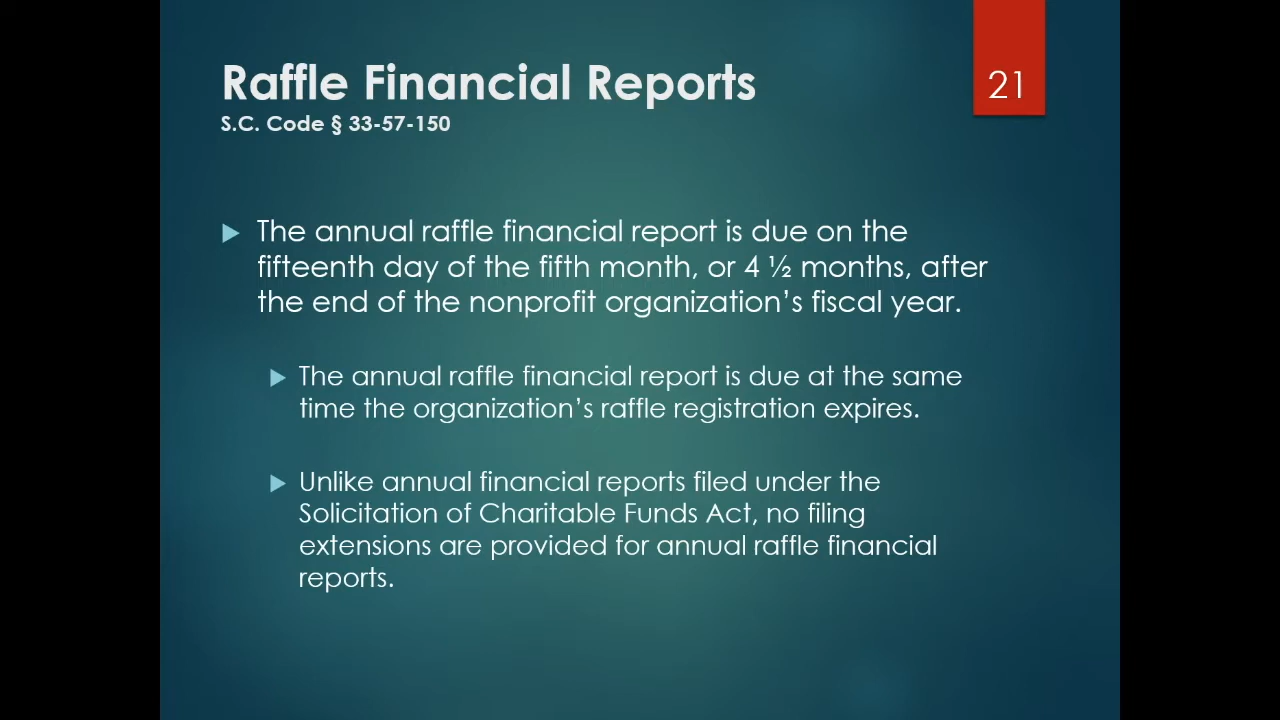 Raffle Financial Reports
21
S.C. Code § 33-57-150
The annual raffle financial report is due on the
fifteenth day of the fifth month, or 4 ½ months, after
the end of the nonprofit organization’s fiscal year.
The annual raffle financial report is due at the same
time the organization’s raffle registration expires.
Unlike annual financial reports filed under the
Solicitation of Charitable Funds Act, no filing
extensions are provided for annual raffle financial
reports.